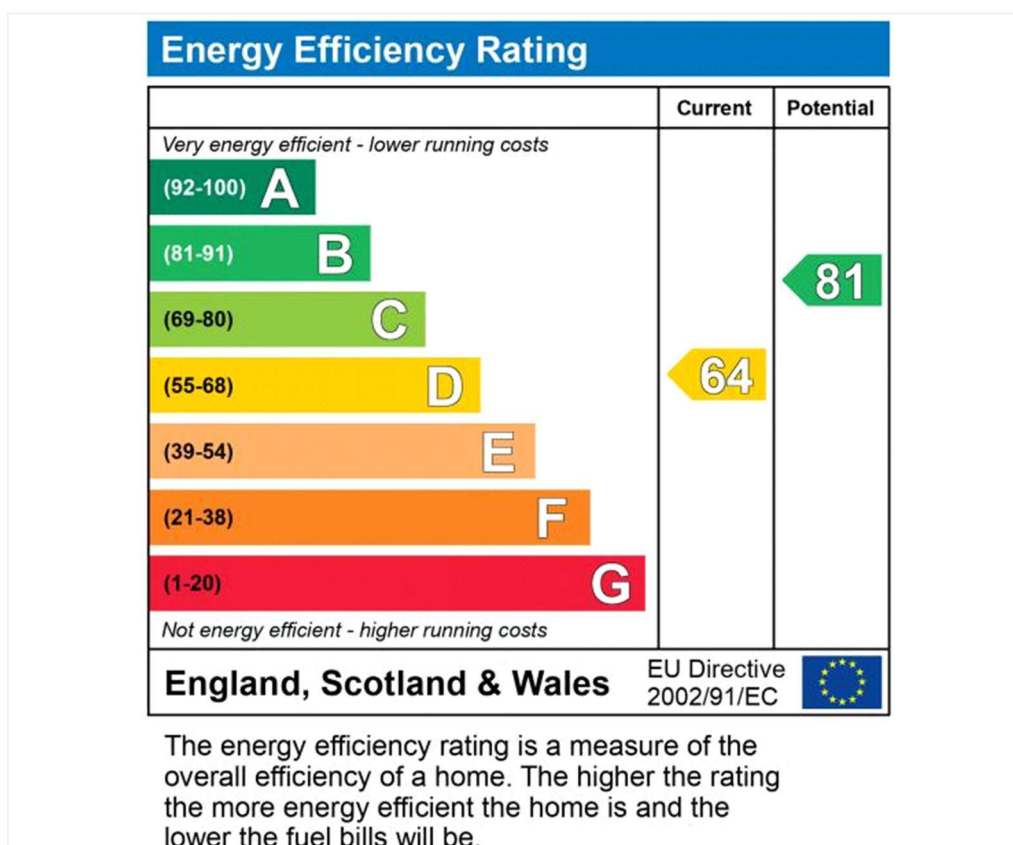 Energy Efficiency Rating
Current Potential
Very energy efficient - lower running costs
(92-100) A
(81-91) B
81
(69-80) C
(55-68) D
64
(39-54) E
(21-38) F
(1-20) G
Not energy efficient - higher running costs
England, Scotland & Wales
EU Directive
2002/91/EC
The energy efficiency rating is a measure of the
overall efficiency of a home. The higher the rating
the more energy efficient the home is and the
lower the fuel bills will be.